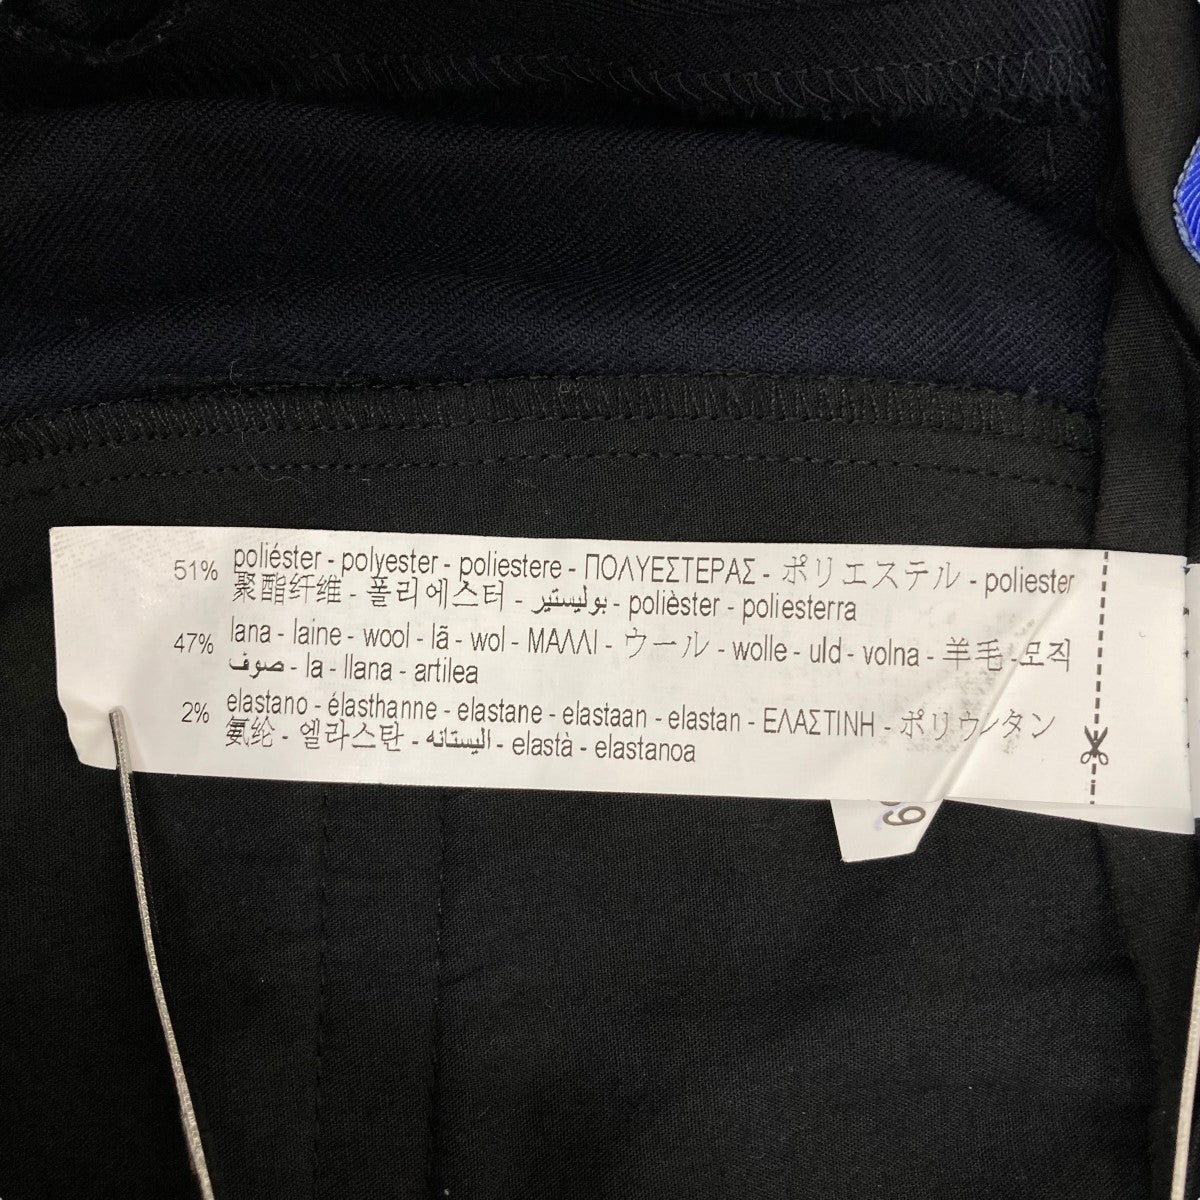 51% poliéster - polyester - poliestere - ΠΟΛΥΕΣΤΕΡΑΣ - ポリエステル - poliester
聚酯纤维 - 폴리에스터 - بوليستير - polièster - poliesterra
47% lana - laine - wool - lã - wol - ΜΑΛΛΙ - ウール - wolle - uld - volna - 羊毛 - 모직
صوف - la - llana - artilea
2% elastano - élasthanne - elastane - elastaan - elastan - ΕΛΑΣΤΙΝΗ - ポリウレタン
氨纶 - 엘라스탄 - اليستانه - elastà - elastanoa